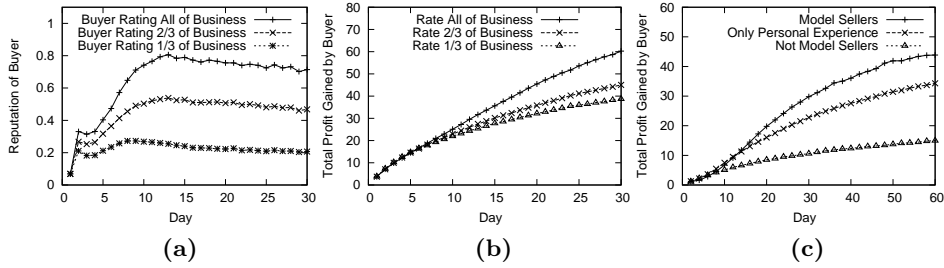 Reputation of Buyer
1
0.8
0.6
0.4
0.2
0
Buyer Rating All of Business
Buyer Rating 2/3 of Business
Buyer Rating 1/3 of Business
0 5 10 15 20 25 30
Day
(a)
Total Profit Gained by Buyer
80
70
60
50
40
30
20
10
0
Rate All of Business
Rate 2/3 of Business
Rate 1/3 of Business
0 5 10 15 20 25 30
Day
(b)
Total Profit Gained by Buyer
60
50
40
30
20
10
0
Model Sellers
Only Personal Experience
Not Model Sellers
0 10 20 30 40 50 60
Day
(c)